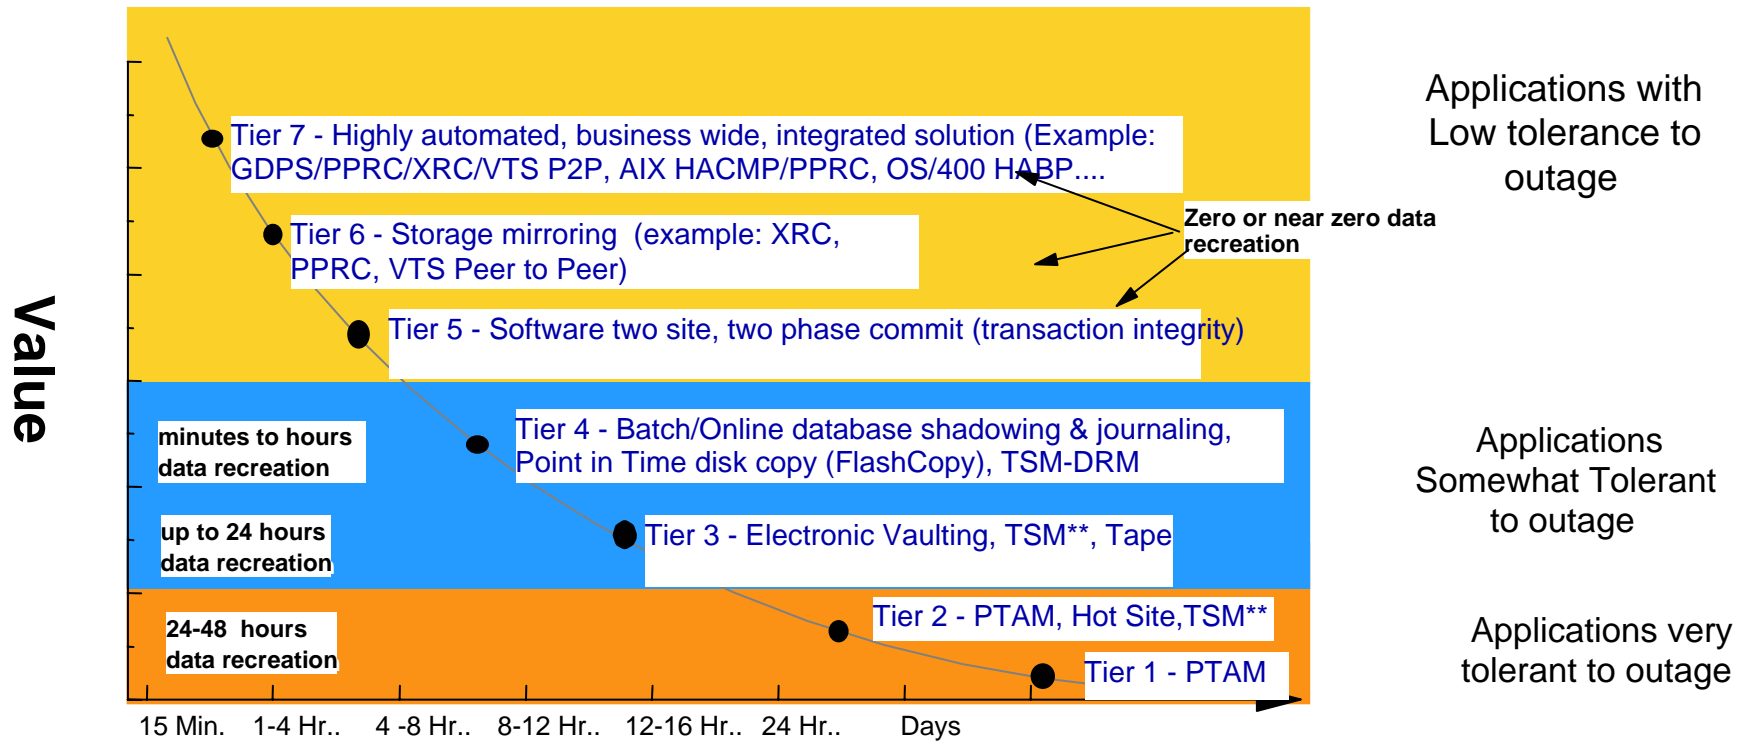 Value
Applications with
Low tolerance to
outage
Tier 7 - Highly automated, business wide, integrated solution (Example:
GDPS/PPRC/XRC/VTS P2P, AIX HACMP/PPRC, OS/400 HABP....
Zero or near zero data
recreation
Tier 6 - Storage mirroring  (example: XRC,
PPRC, VTS Peer to Peer)
Tier 5 - Software two site, two phase commit (transaction integrity)
minutes to hours
data recreation
Tier 4 - Batch/Online database shadowing & journaling,
Point in Time disk copy (FlashCopy), TSM-DRM
Applications
Somewhat Tolerant
to outage
up to 24 hours
data recreation
Tier 3 - Electronic Vaulting, TSM**, Tape
24-48  hours
data recreation
Tier 2 - PTAM, Hot Site,TSM**
Tier 1 - PTAM
Applications very
tolerant to outage
15 Min. 1-4 Hr.. 4 -8 Hr.. 8-12 Hr.. 12-16 Hr.. 24 Hr.. Days